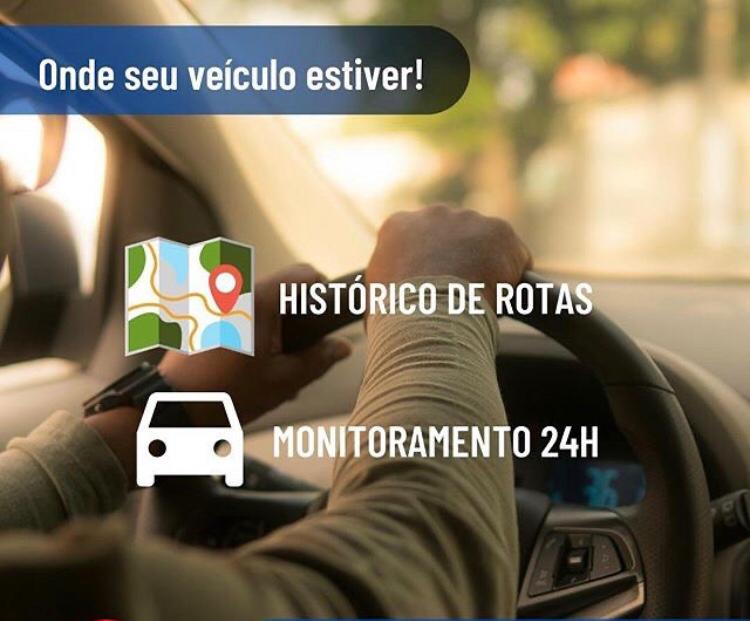 Onde seu veículo estiver!
HISTÓRICO DE ROTAS
MONITORAMENTO 24H